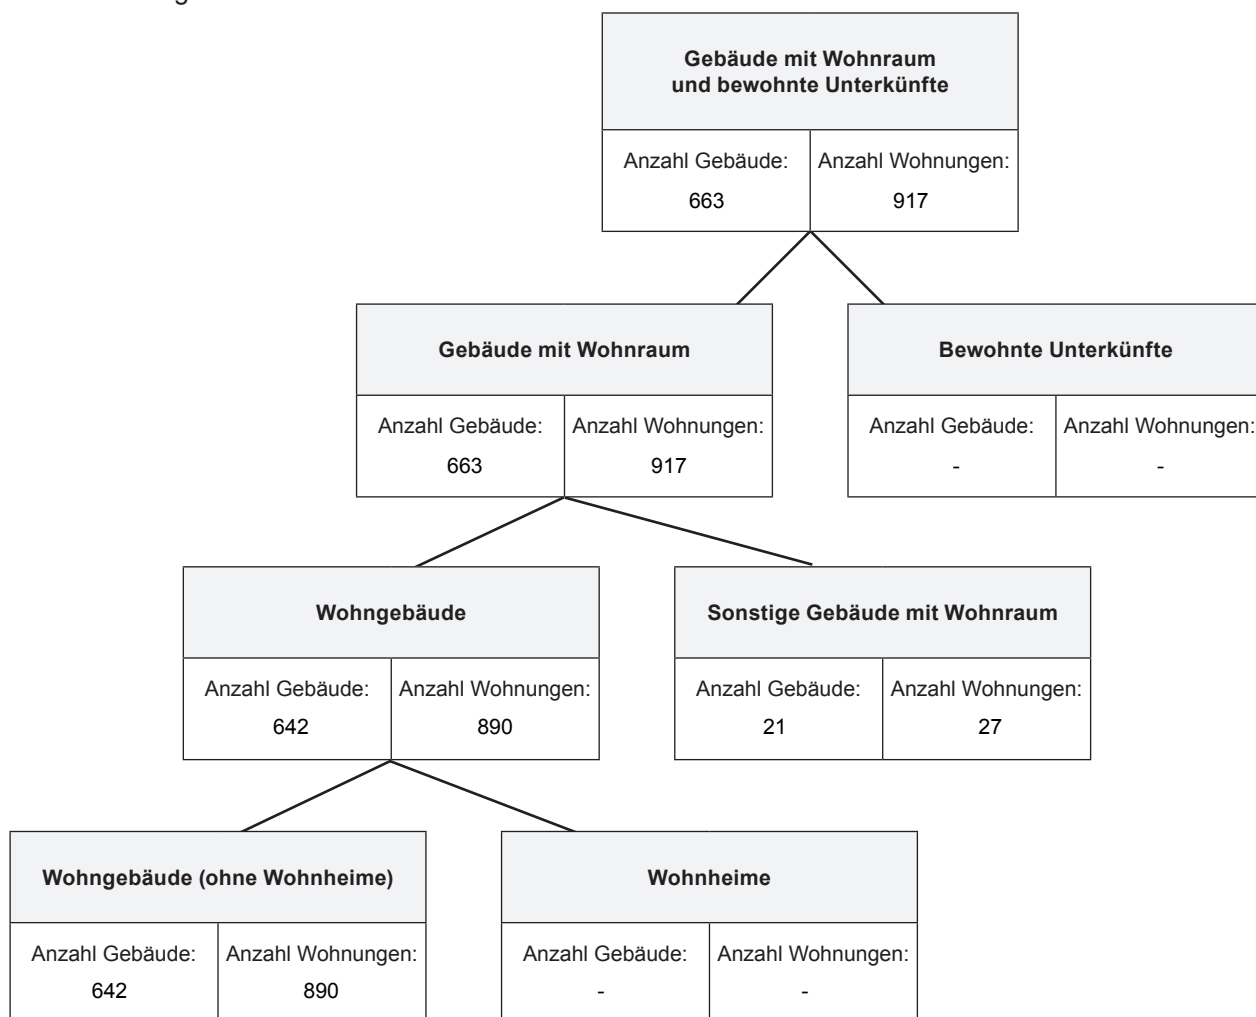 Gebäude mit Wohnraum
und bewohnte Unterkünfte
Anzahl Gebäude:
663
Anzahl Wohnungen:
917
Gebäude mit Wohnraum
Anzahl Gebäude:
663
Anzahl Wohnungen:
917
Bewohnte Unterkünfte
Anzahl Gebäude:
-
Anzahl Wohnungen:
-
Wohngebäude
Anzahl Gebäude:
642
Anzahl Wohnungen:
890
Sonstige Gebäude mit Wohnraum
Anzahl Gebäude:
21
Anzahl Wohnungen:
27
Wohngebäude (ohne Wohnheime)
Anzahl Gebäude:
642
Anzahl Wohnungen:
890
Wohnheime
Anzahl Gebäude:
-
Anzahl Wohnungen:
-